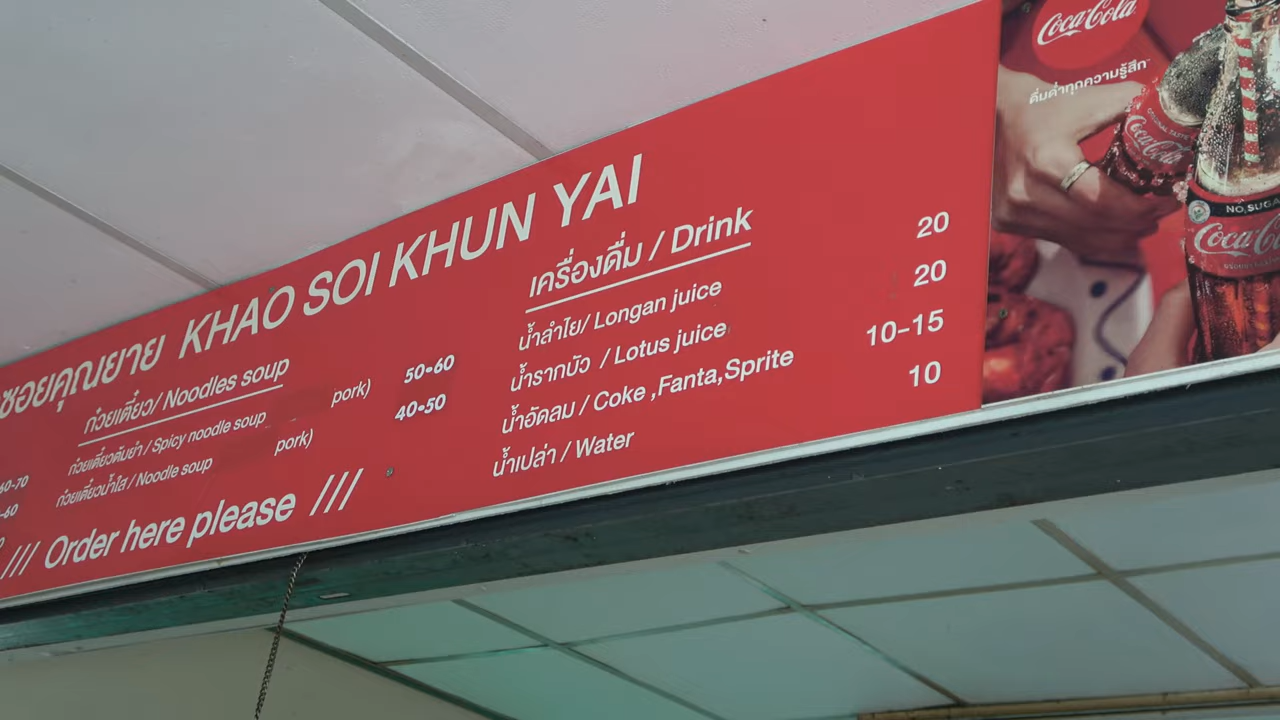 ซอยคุณยาย KHAO SOI KHUN YAI
ก๋วยเตี๋ยว/ Noodles soup
ก๋วยเตี๋ยวต้มยำ / Spicy noodle soup pork) 50-60
ก๋วยเตี๋ยวน้ำใส / Noodle soup pork) 40-50
60-70
-60
/// Order here please ///
เครื่องดื่ม / Drink
น้ำลำไย/ Longan juice 20
น้ำรากบัว / Lotus juice 20
น้ำอัดลม / Coke ,Fanta,Sprite 10-15
น้ำเปล่า / Water 10
Coca-Cola
ดื่มด่ำทุกความรู้สึก
Coca-Cola
NO SUGA
Coca-Co